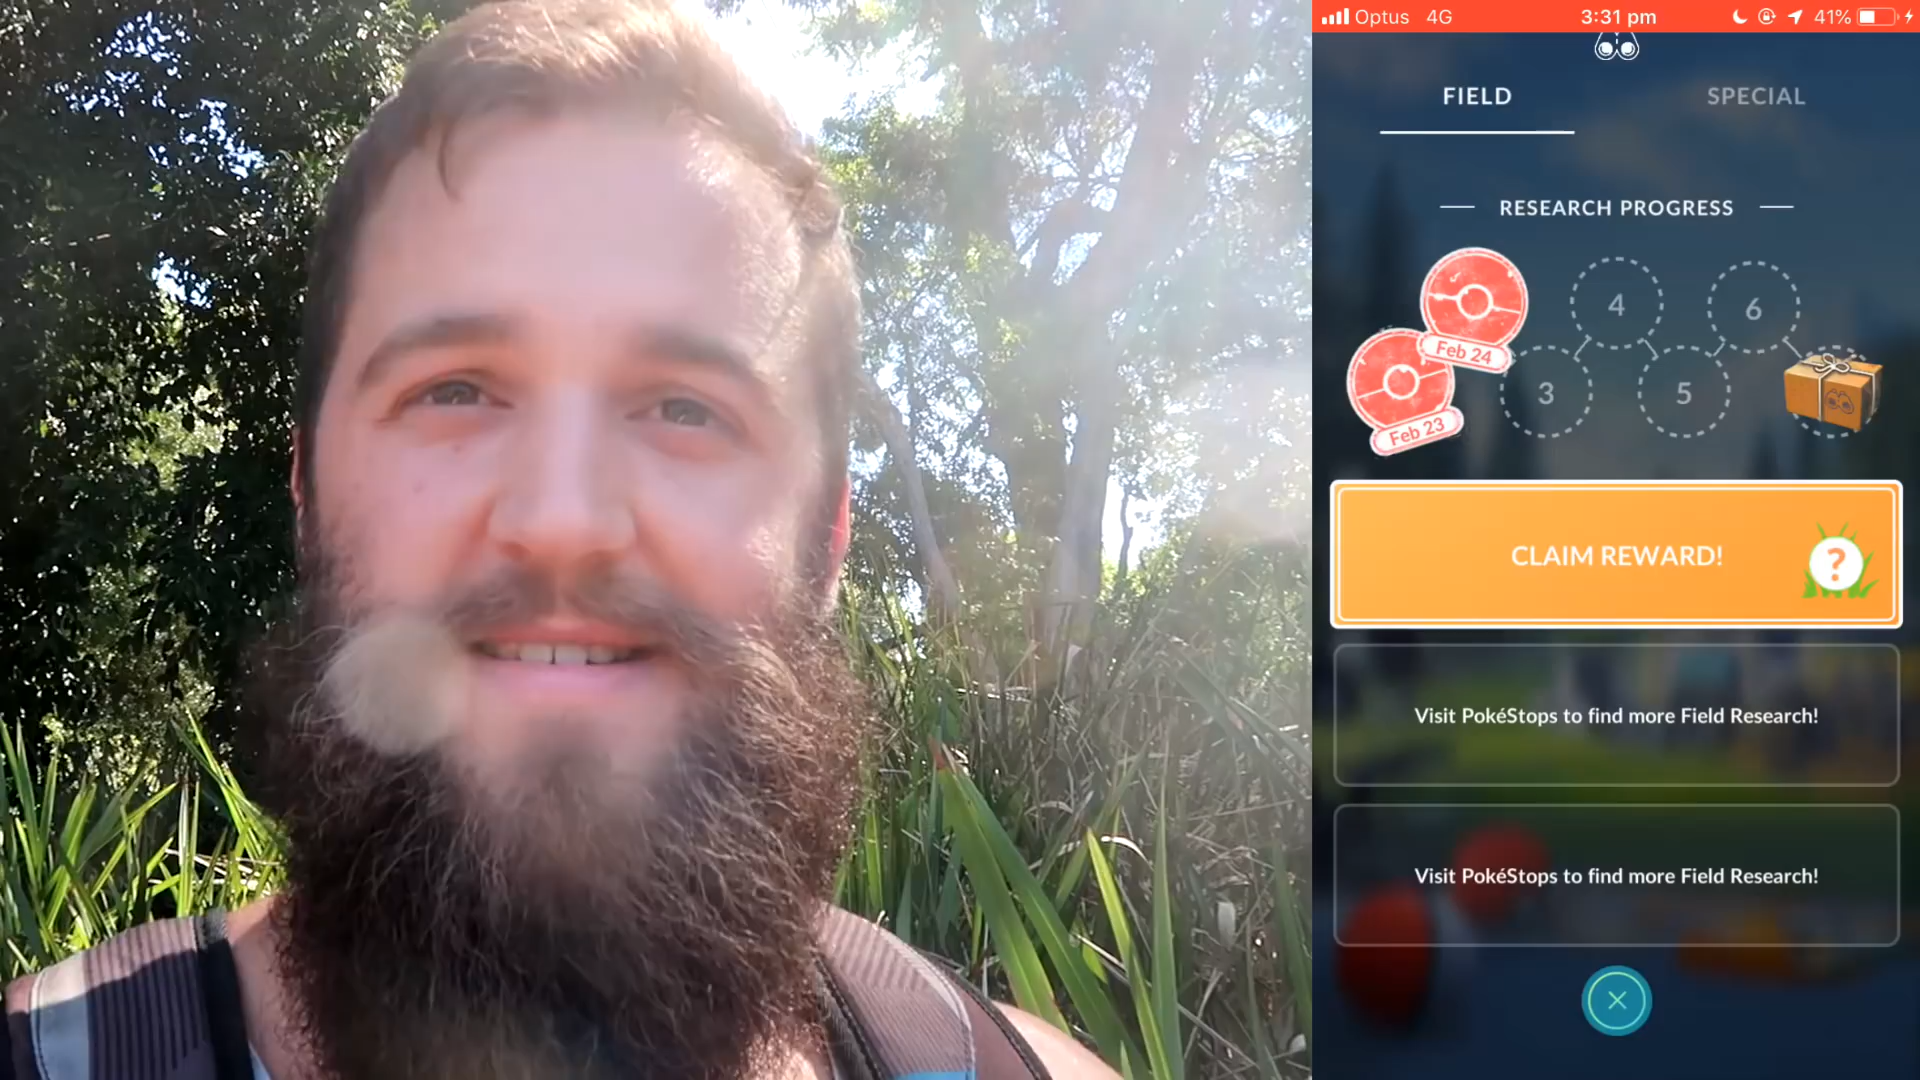 Optus 4G 3:31 pm 41%
FIELD SPECIAL
RESEARCH PROGRESS
4 6
Feb 24
3 5
Feb 23
CLAIM REWARD! ?
Visit PokéStops to find more Field Research!
Visit PokéStops to find more Field Research!